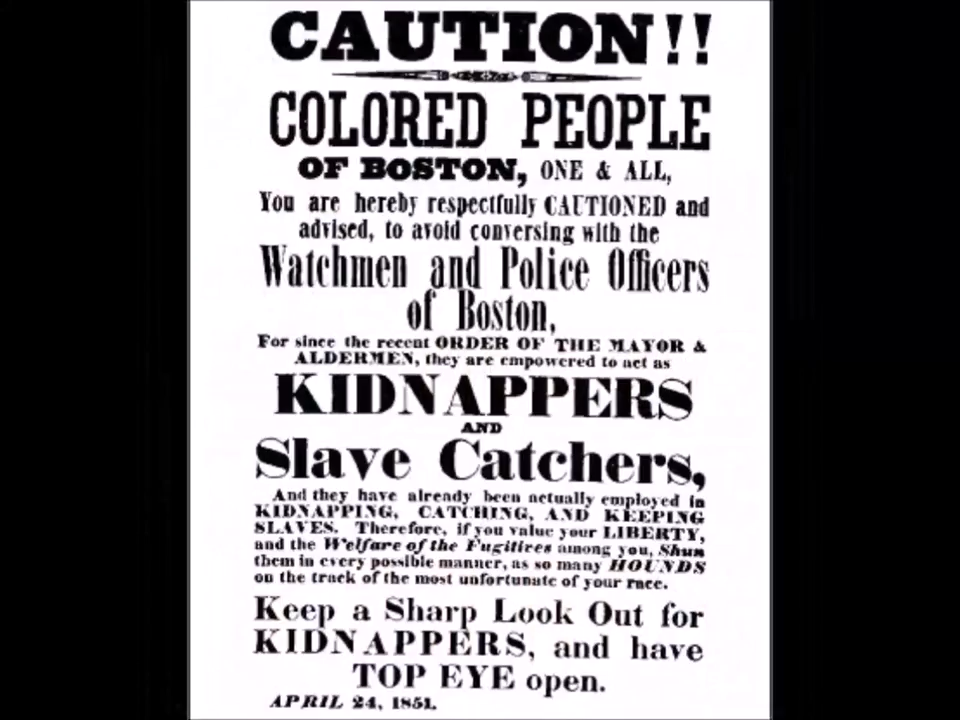 CAUTION!!
COLORED PEOPLE
OF BOSTON, ONE & ALL,
You are hereby respectfully CAUTIONED and
advised, to avoid conversing with the
Watchmen and Police Officers
of Boston,
For since the recent ORDER OF THE MAYOR &
ALDERMEN, they are empowered to act as
KIDNAPPERS
AND
Slave Catchers,
And they have already been actually employed in
KIDNAPPING, CATCHING, AND KEEPING
SLAVES. Therefore, if you value your LIBERTY,
and the Welfare of the Fugitives among you, Shun
them in every possible manner, as so many HOUNDS
on the track of the most unfortunate of your race.
Keep a Sharp Look Out for
KIDNAPPERS, and have
TOP EYE open.
APRIL 24, 1851.